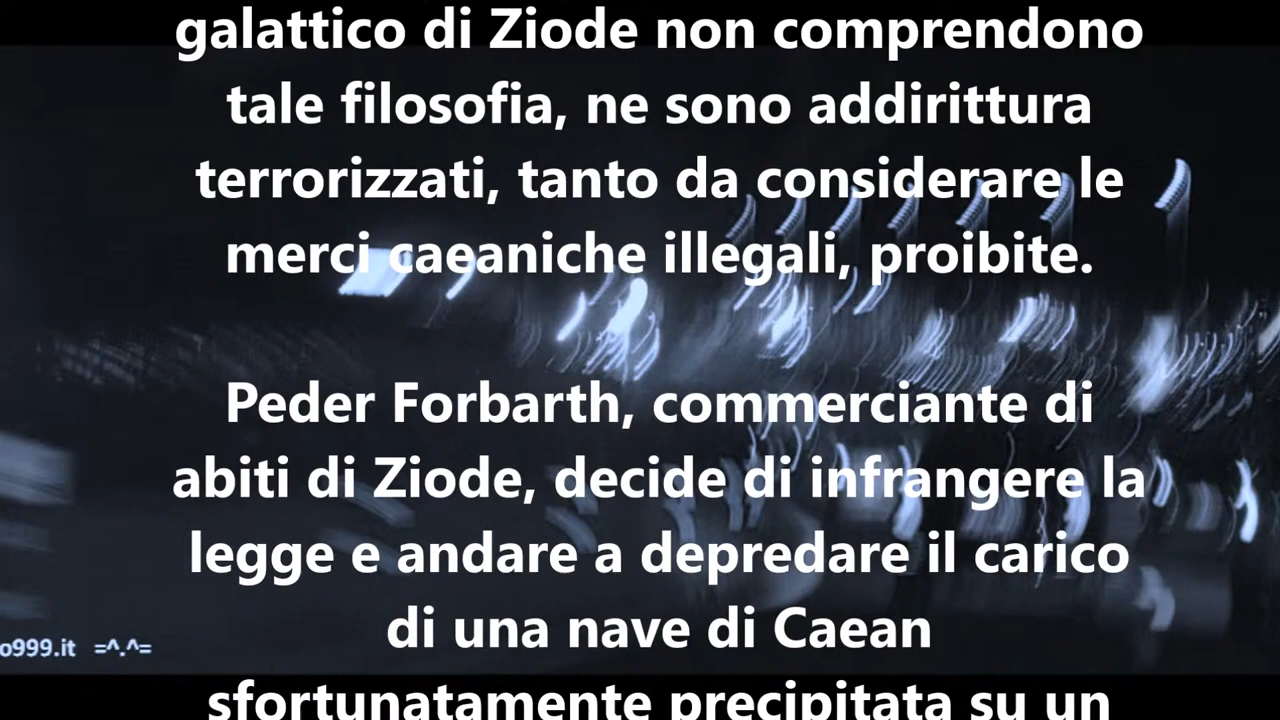 galattico di Ziode non comprendono
tale filosofia, ne sono addirittura
terrorizzati, tanto da considerare le
merci caeaniche illegali, proibite.
Peder Forbarth, commerciante di
abiti di Ziode, decide di infrangere la
legge e andare a depredare il carico
di una nave di Caean
o999.it =^.^=
sfortunatamente precipitata su un